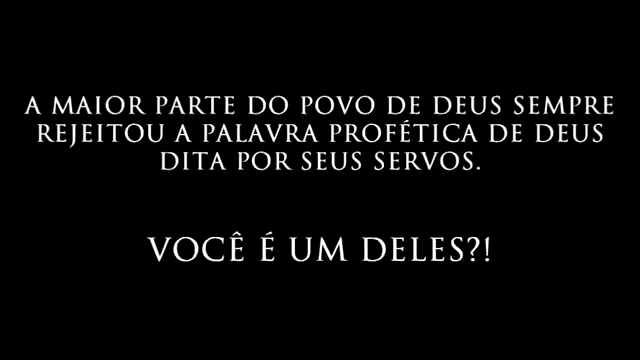 A MAIOR PARTE DO POVO DE DEUS SEMPRE
REJEITOU A PALAVRA PROFÉTICA DE DEUS
DITA POR SEUS SERVOS.
VOCÊ É UM DELES?!